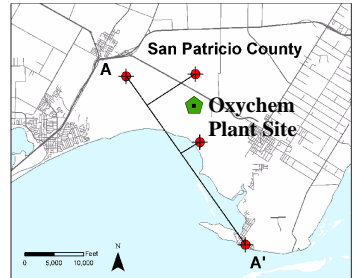 San Patricio County
A
Oxychem
Plant Site
A'
N
Feet
0 5,000 10,000